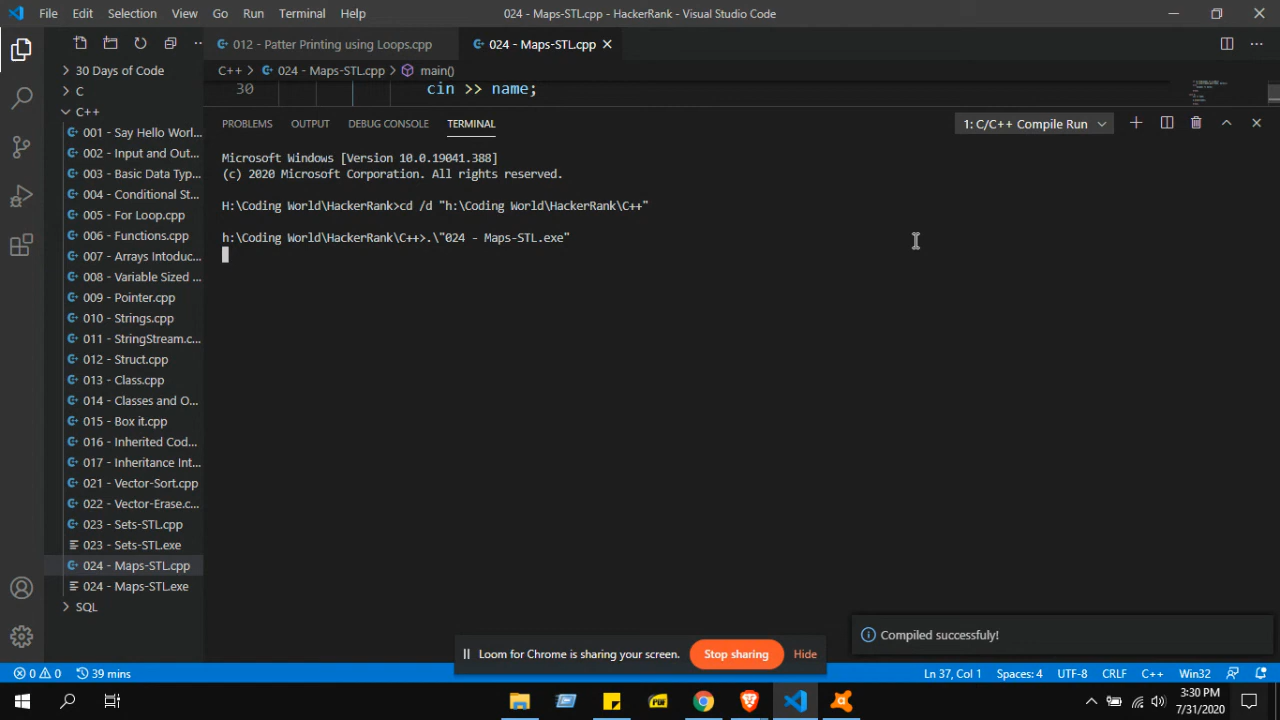 File Edit Selection View Go Run Terminal Help 024 - Maps-STL.cpp - HackerRank - Visual Studio Code
012 - Patter Printing using Loops.cpp 024 - Maps-STL.cpp
C++ > 024 - Maps-STL.cpp > main()
30 cin >> name;
PROBLEMS OUTPUT DEBUG CONSOLE TERMINAL 1: C/C++ Compile Run
30 Days of Code
C
C++
001 - Say Hello Worl...
002 - Input and Out...
003 - Basic Data Typ...
004 - Conditional St...
005 - For Loop.cpp
006 - Functions.cpp
007 - Arrays Intoduc...
008 - Variable Sized ...
009 - Pointer.cpp
010 - Strings.cpp
011 - StringStream.c...
012 - Struct.cpp
013 - Class.cpp
014 - Classes and O...
015 - Box it.cpp
016 - Inherited Cod...
017 - Inheritance Int...
021 - Vector-Sort.cpp
022 - Vector-Erase.c...
023 - Sets-STL.cpp
023 - Sets-STL.exe
024 - Maps-STL.cpp
024 - Maps-STL.exe
SQL
Microsoft Windows [Version 10.0.19041.388]
(c) 2020 Microsoft Corporation. All rights reserved.
H:\Coding World\HackerRank>cd /d "h:\Coding World\HackerRank\C++"
h:\Coding World\HackerRank\C++>.\"024 - Maps-STL.exe"
Compiled successfuly!
Loom for Chrome is sharing your screen. Stop sharing Hide
0 0 39 mins Ln 37, Col 1 Spaces: 4 UTF-8 CRLF C++ Win32
PDF
3:30 PM
7/31/2020